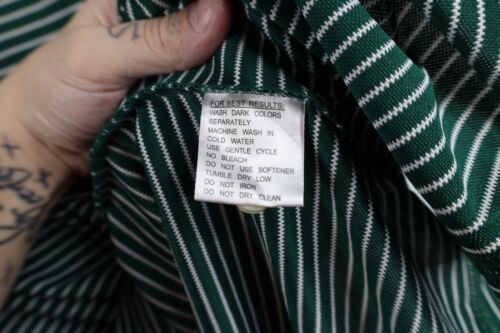 FOR BEST RESULTS:
WASH DARK COLORS
SEPARATELY
MACHINE WASH IN
COLD WATER
USE GENTLE CYCLE
NO BLEACH
DO NOT USE SOFTENER
TUMBLE DRY LOW
DO NOT IRON
DO NOT DRY CLEAN